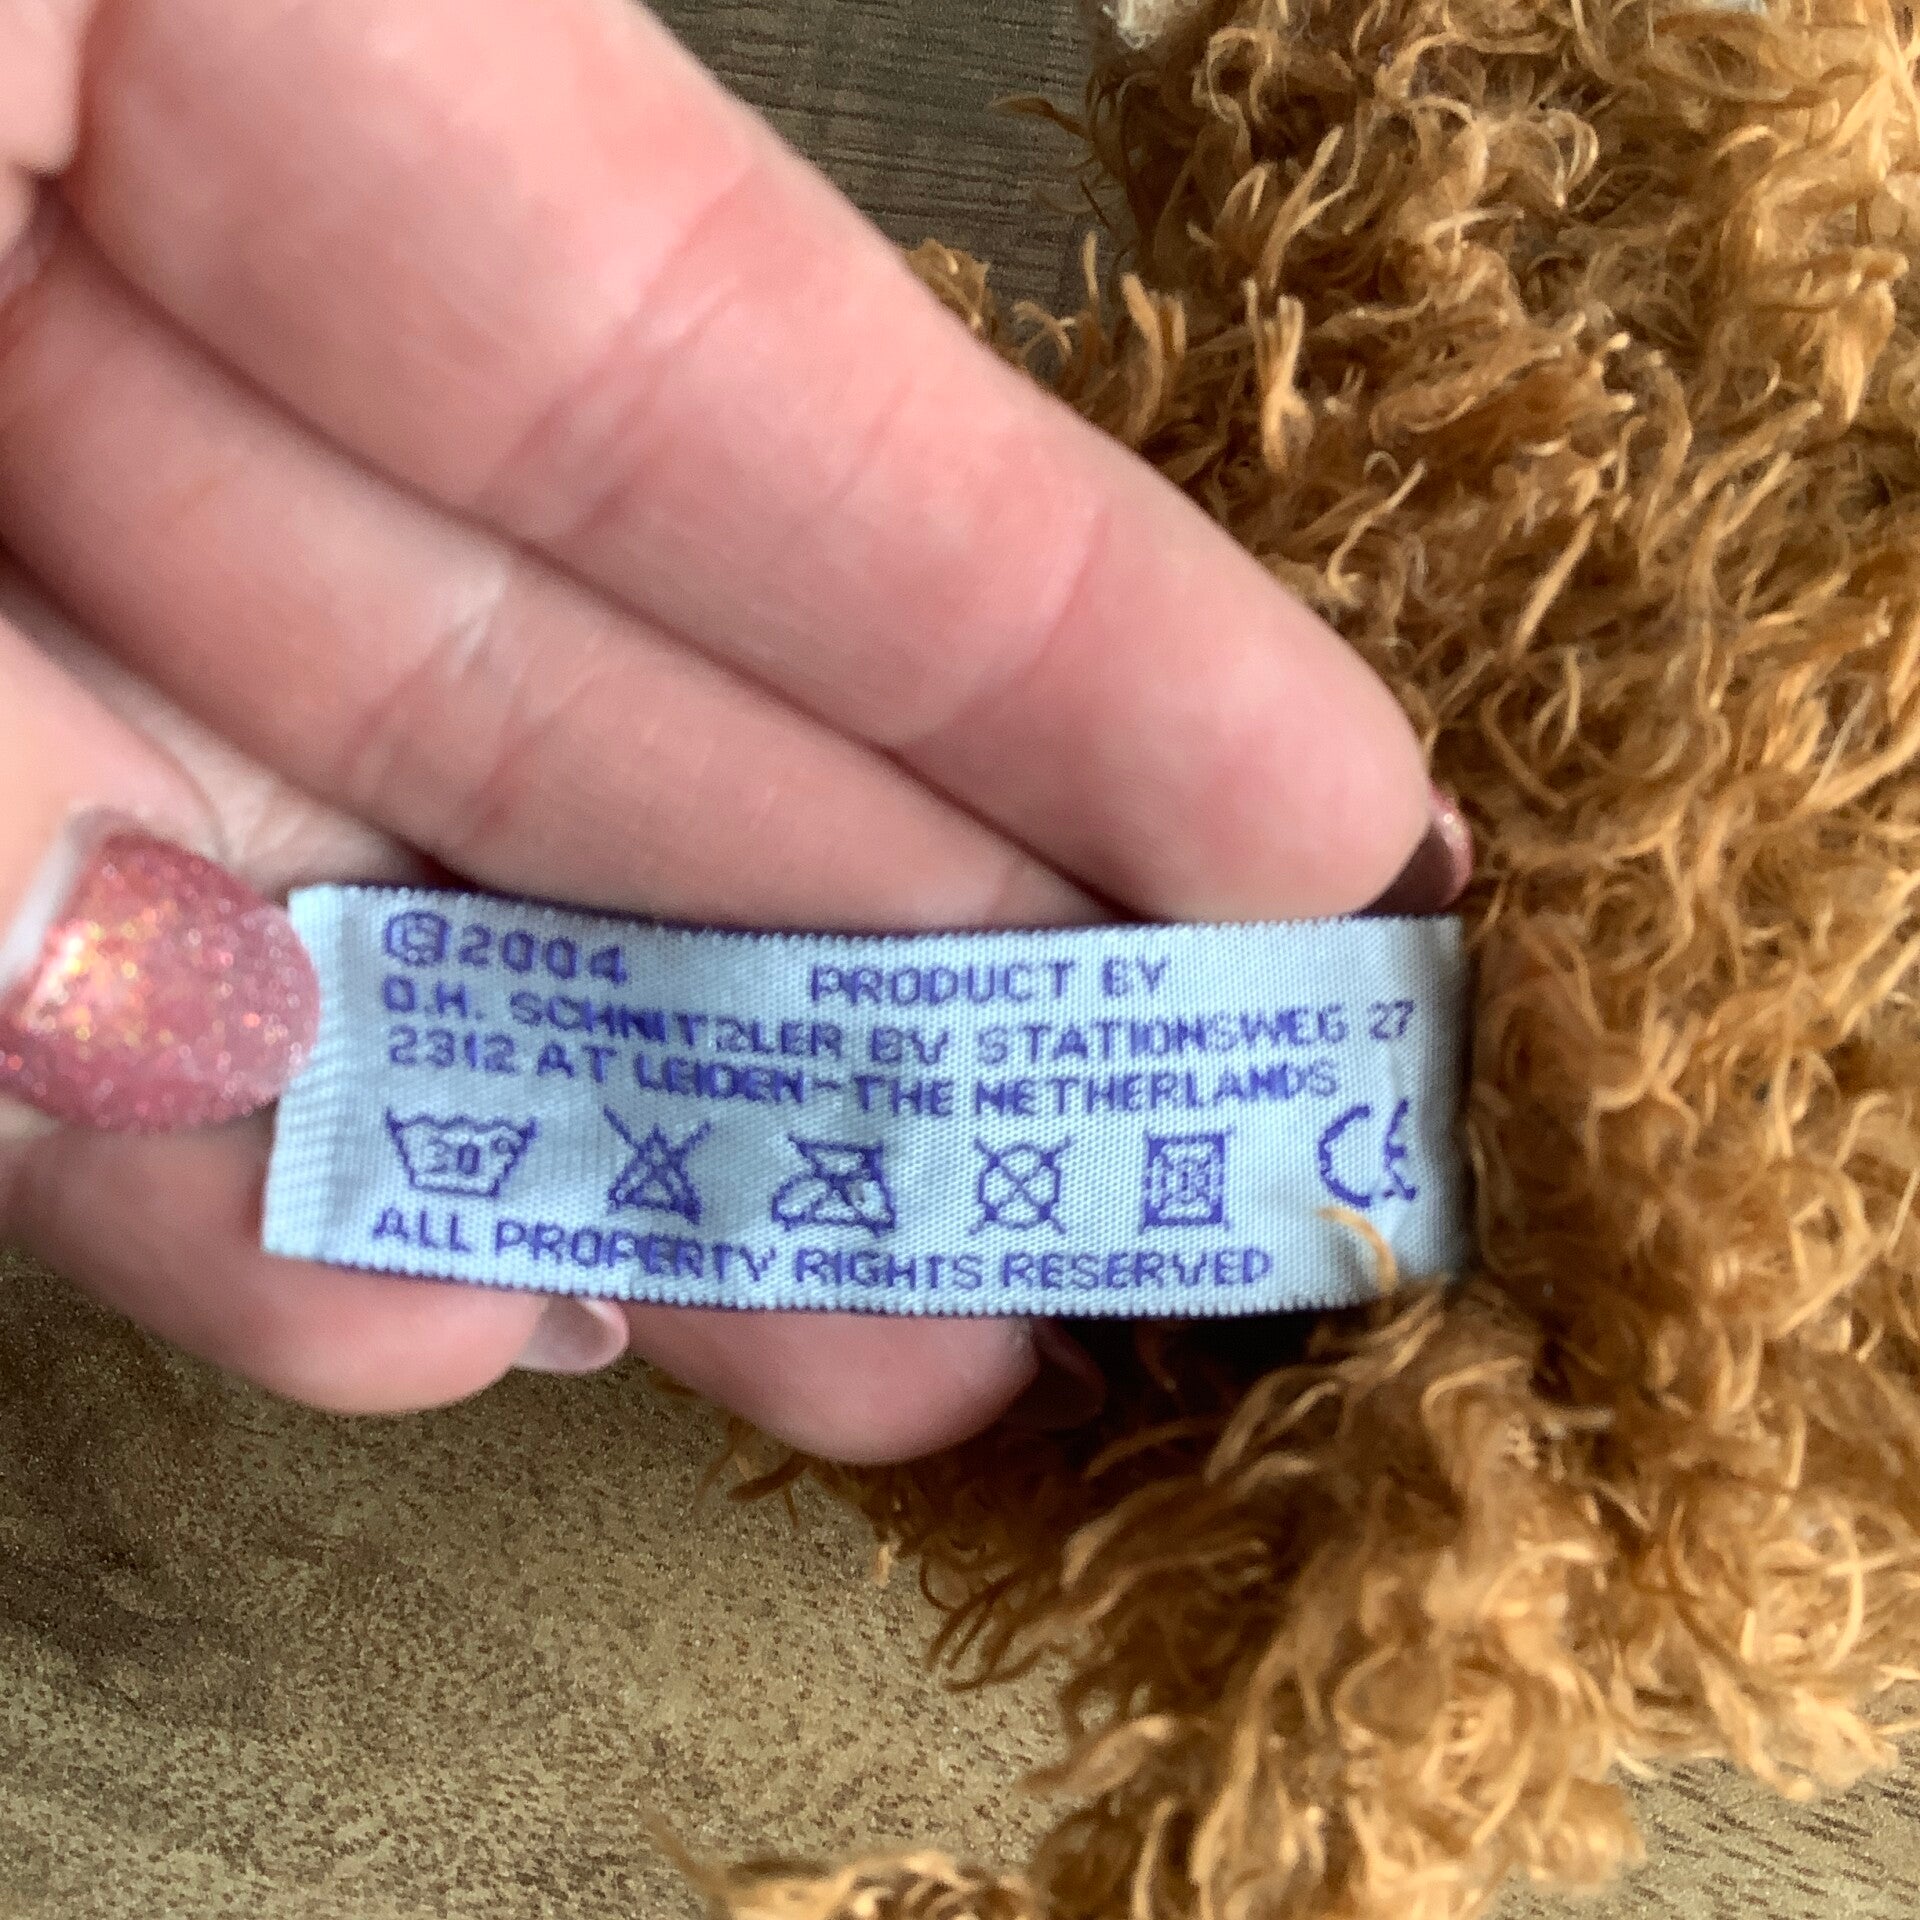 ©2004 PRODUCT BY
O.H. SCHNITZLER BV STATIONSWEG 27
2312 AT LEIDEN-THE NETHERLANDS
30° CE
ALL PROPERTY RIGHTS RESERVED